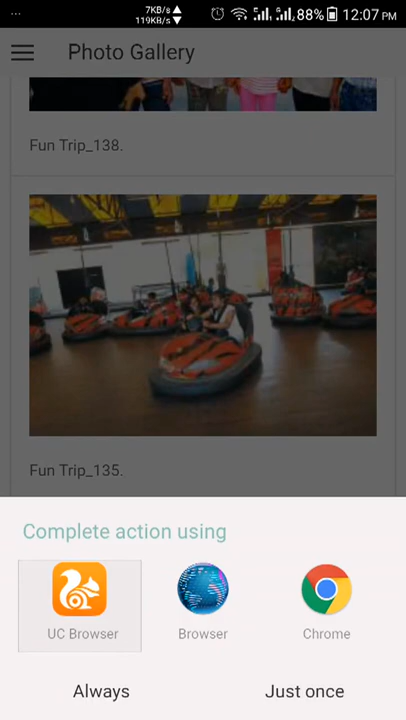 7KB/s
119KB/s
88%
12:07 PM
Photo Gallery
Fun Trip_138.
Fun Trip_135.
Complete action using
UC Browser
Browser
Chrome
Always
Just once